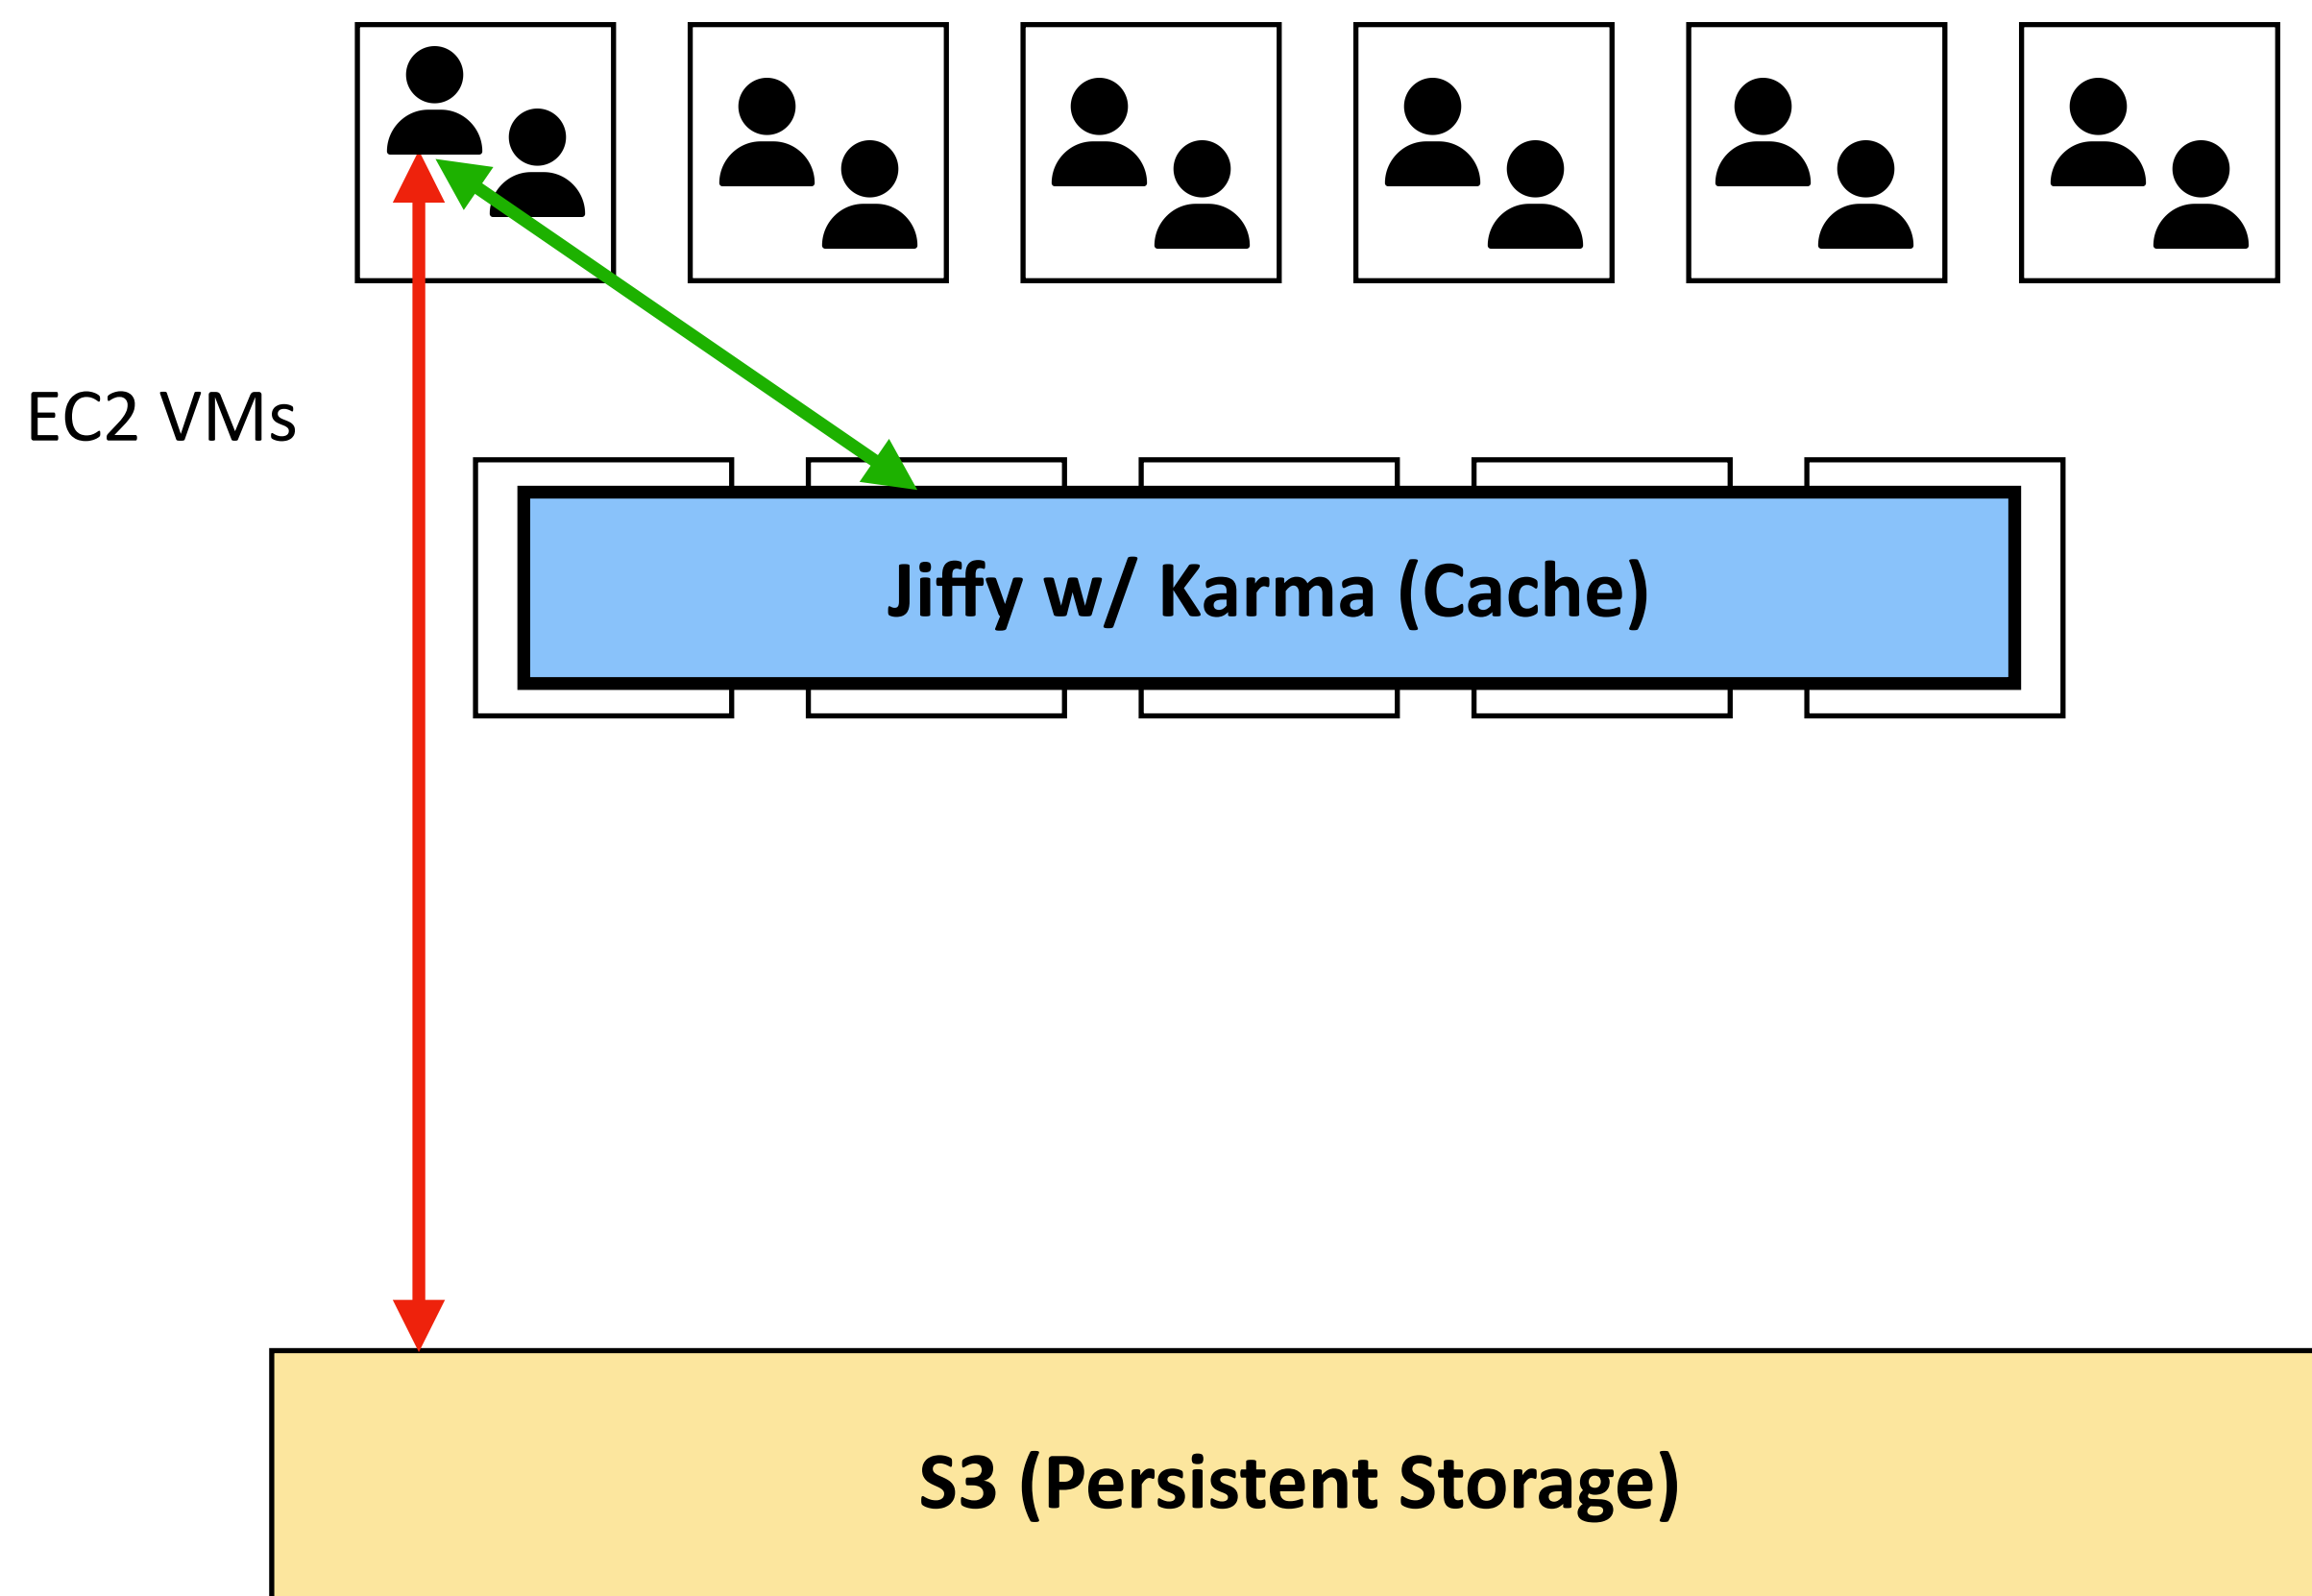 EC2 VMs
Jiffy w/ Karma (Cache)
S3 (Persistent Storage)